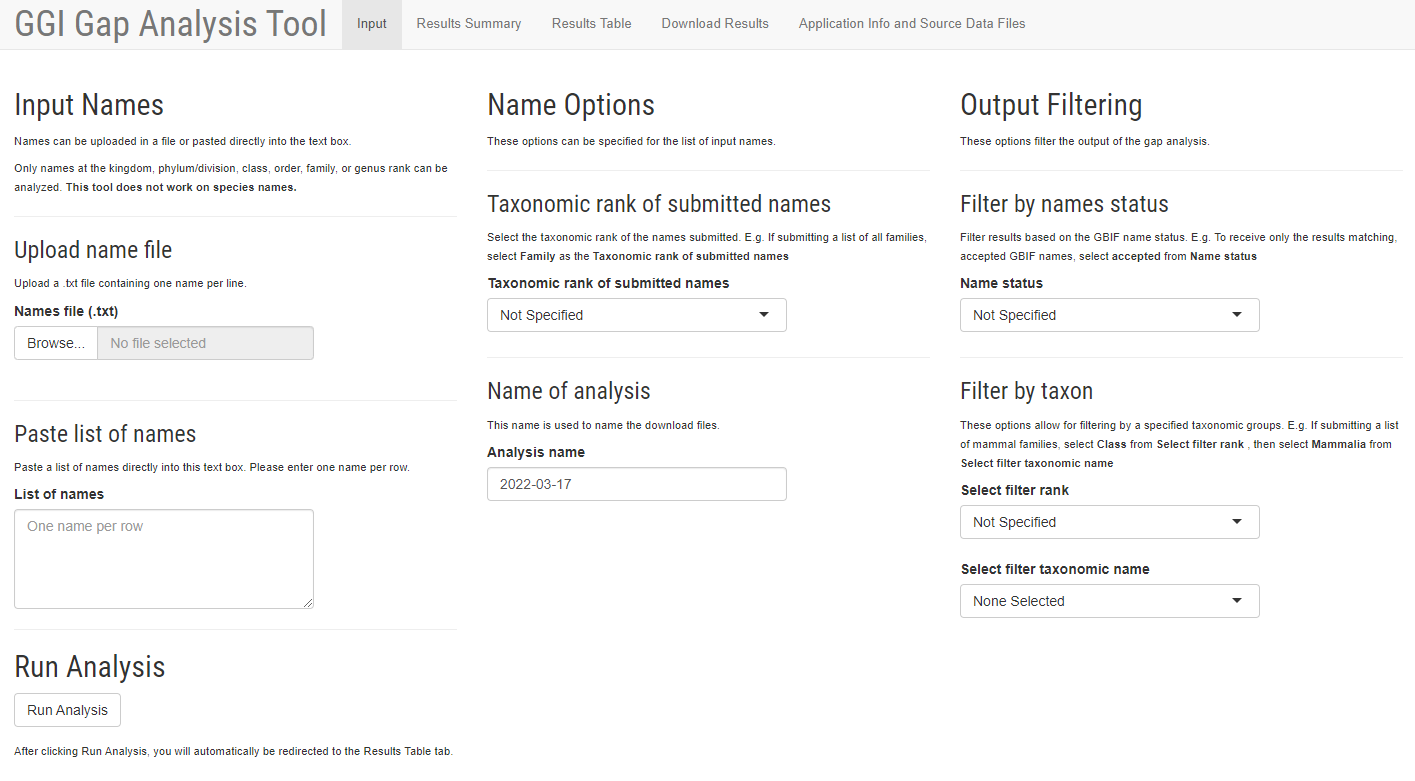 GGI Gap Analysis Tool
Input
Results Summary
Results Table
Download Results
Application Info and Source Data Files
Input Names
Names can be uploaded in a file or pasted directly into the text box.
Only names at the kingdom, phylum/division, class, order, family, or genus rank can be
analyzed. This tool does not work on species names.
Upload name file
Upload a .txt file containing one name per line.
Names file (.txt)
Browse...
No file selected
Paste list of names
Paste a list of names directly into this text box. Please enter one name per row.
List of names
One name per row
Run Analysis
Run Analysis
After clicking Run Analysis, you will automatically be redirected to the Results Table tab.
Name Options
These options can be specified for the list of input names.
Taxonomic rank of submitted names
Select the taxonomic rank of the names submitted. E.g. If submitting a list of all families,
select Family as the Taxonomic rank of submitted names
Taxonomic rank of submitted names
Not Specified
Name of analysis
This name is used to name the download files.
Analysis name
2022-03-17
Output Filtering
These options filter the output of the gap analysis.
Filter by names status
Filter results based on the GBIF name status. E.g. To receive only the results matching,
accepted GBIF names, select accepted from Name status
Name status
Not Specified
Filter by taxon
These options allow for filtering by a specified taxonomic groups. E.g. If submitting a list
of mammal families, select Class from Select filter rank , then select Mammalia from
Select filter taxonomic name
Select filter rank
Not Specified
Select filter taxonomic name
None Selected